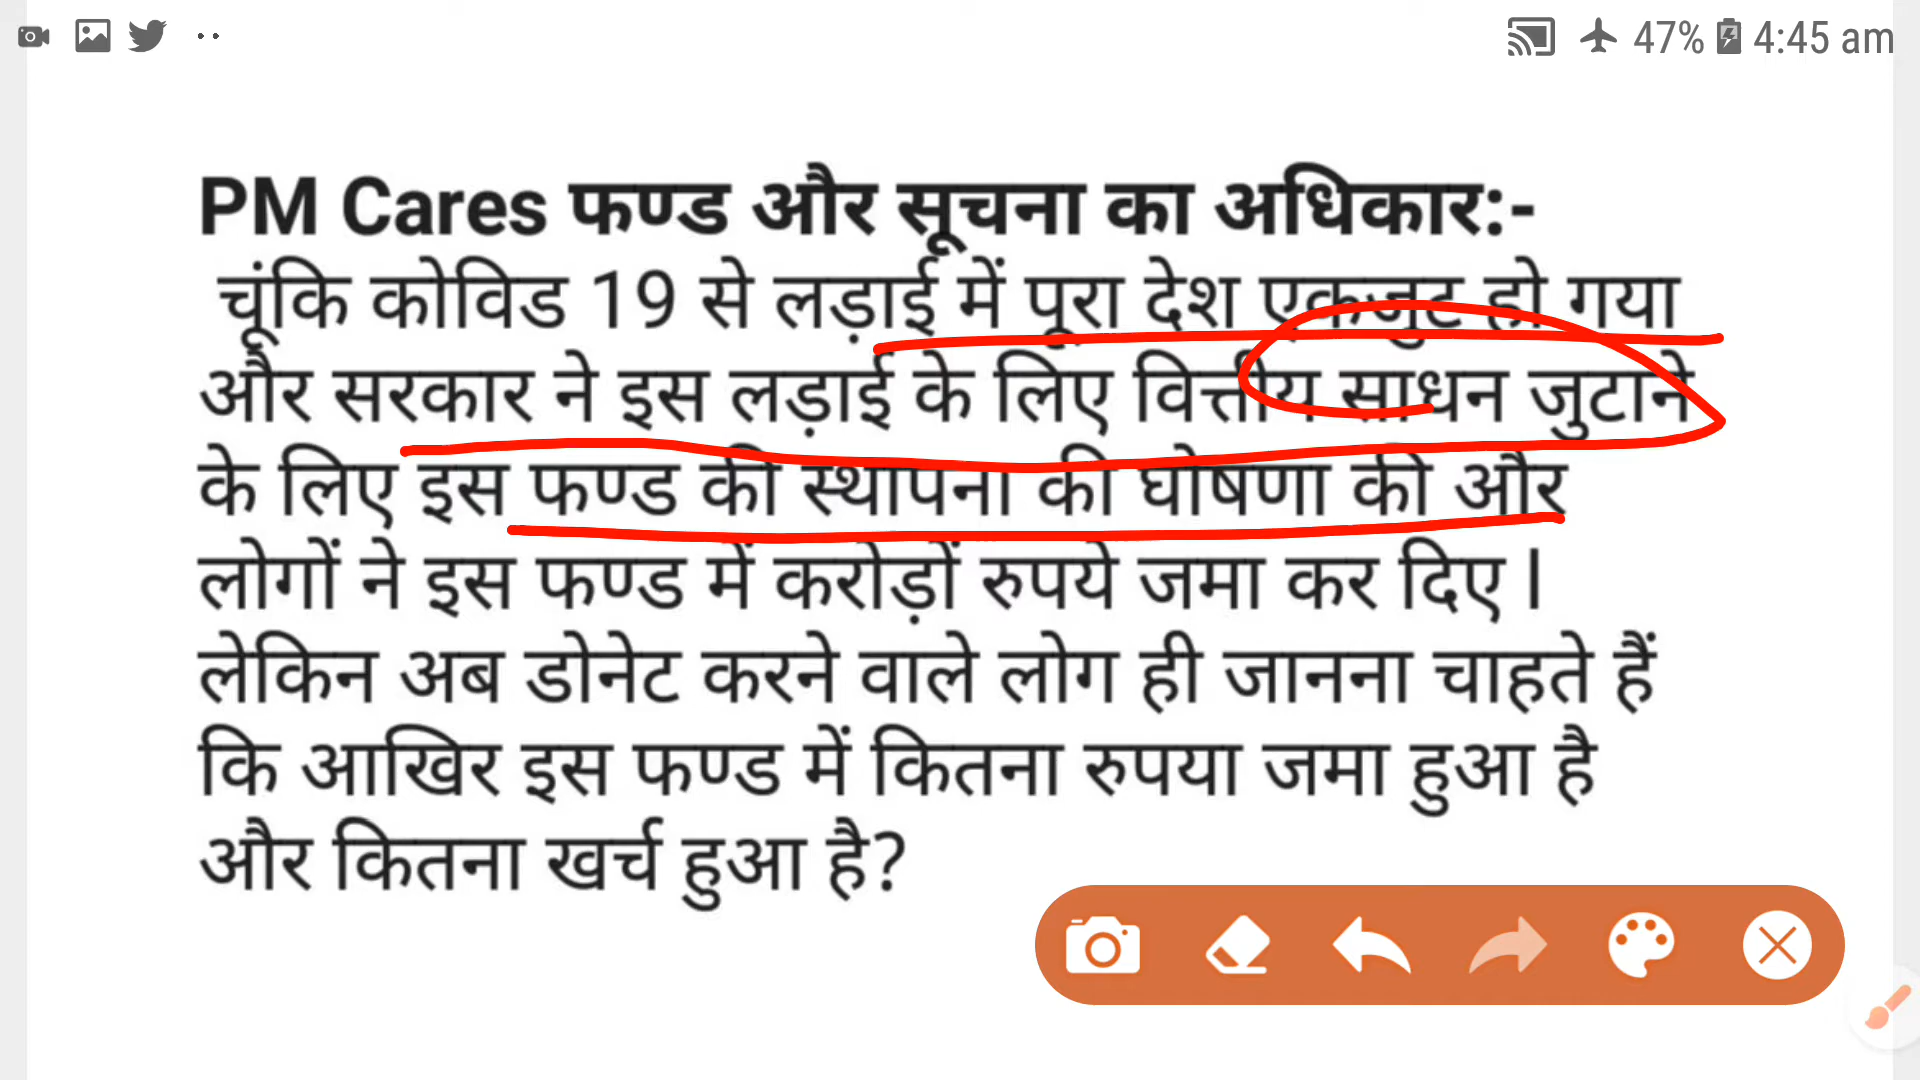 47% 4:45 am
PM Cares फण्ड और सूचना का अधिकार:-
चूंकि कोविड 19 से लड़ाई में पूरा देश एकजुट हो गया
और सरकार ने इस लड़ाई के लिए वित्तीय साधन जुटाने
के लिए इस फण्ड की स्थापना की घोषणा की और
लोगों ने इस फण्ड में करोड़ों रुपये जमा कर दिए l
लेकिन अब डोनेट करने वाले लोग ही जानना चाहते हैं
कि आखिर इस फण्ड में कितना रुपया जमा हुआ है
और कितना खर्च हुआ है?